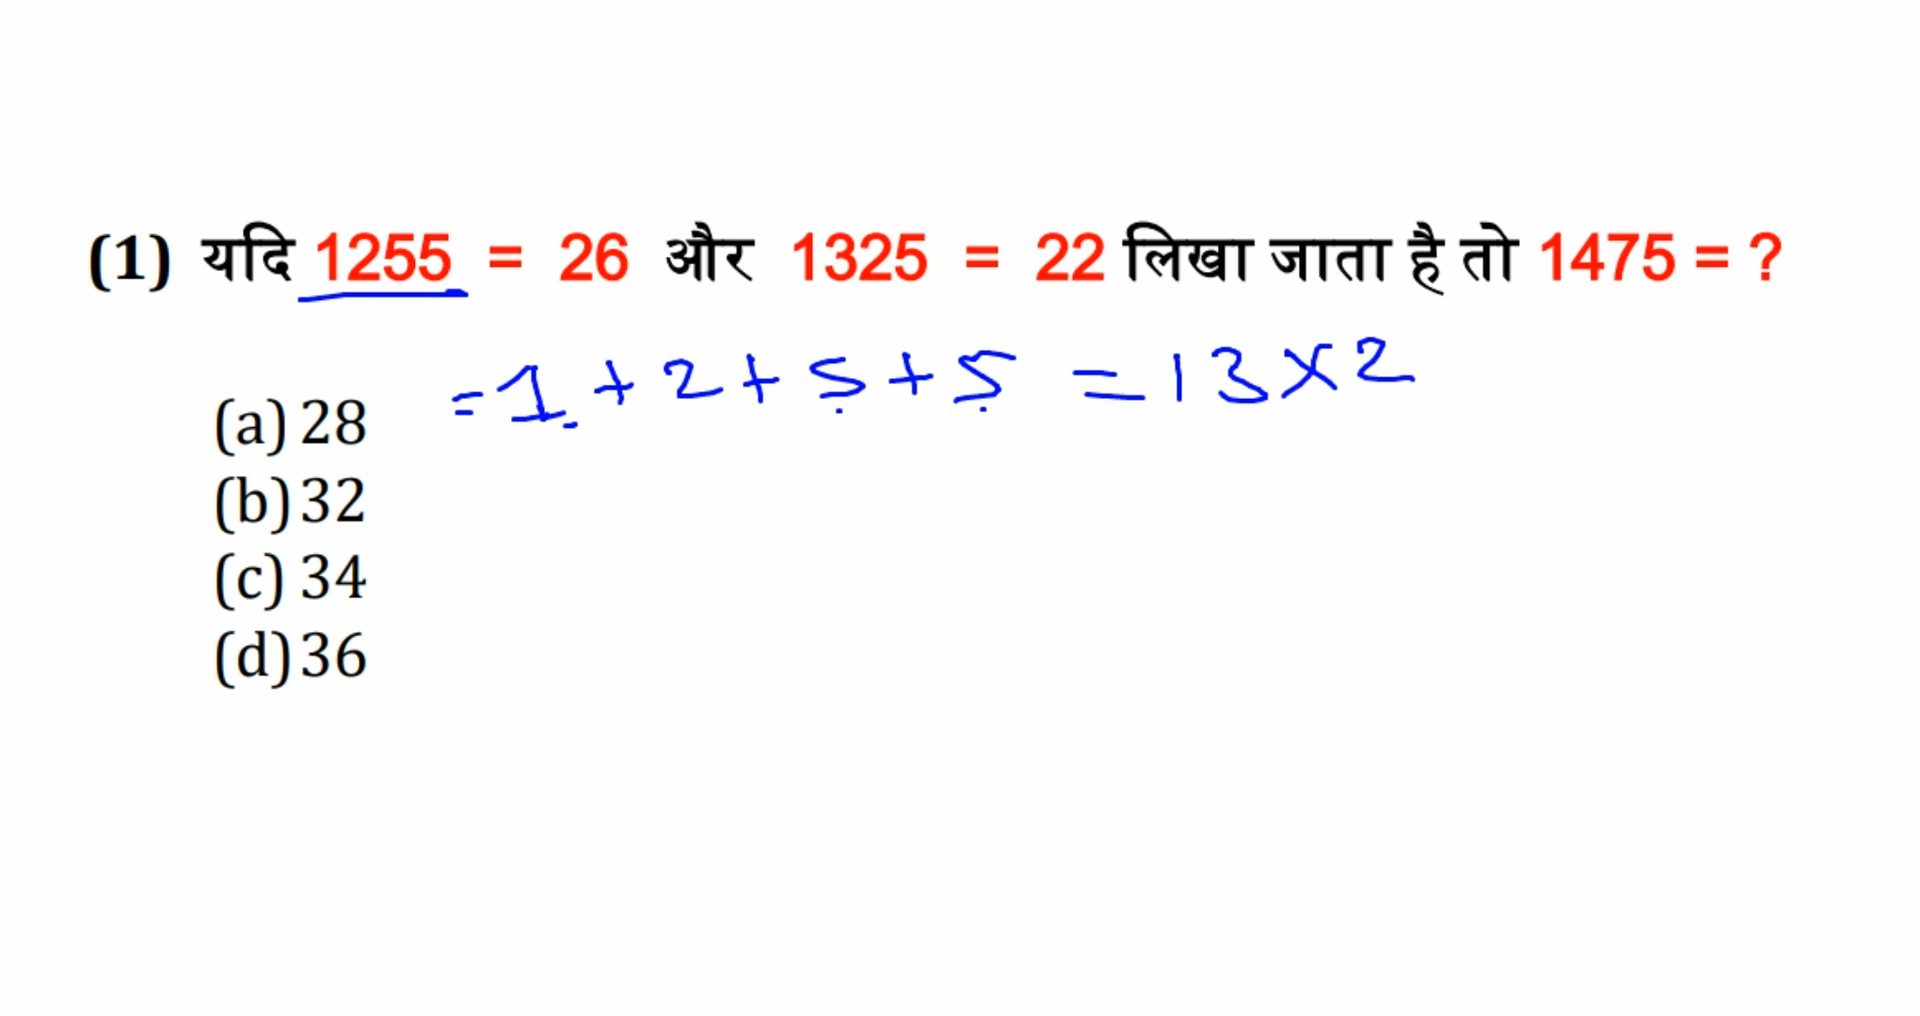 (1) यदि 1255 = 26 और 1325 = 22 लिखा जाता है तो 1475 = ?
= 1 + 2 + 5 + 5 = 13 × 2
(a) 28
(b) 32
(c) 34
(d) 36